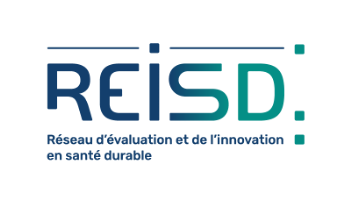 REISD
Réseau d'évaluation et de l'innovation
en santé durable